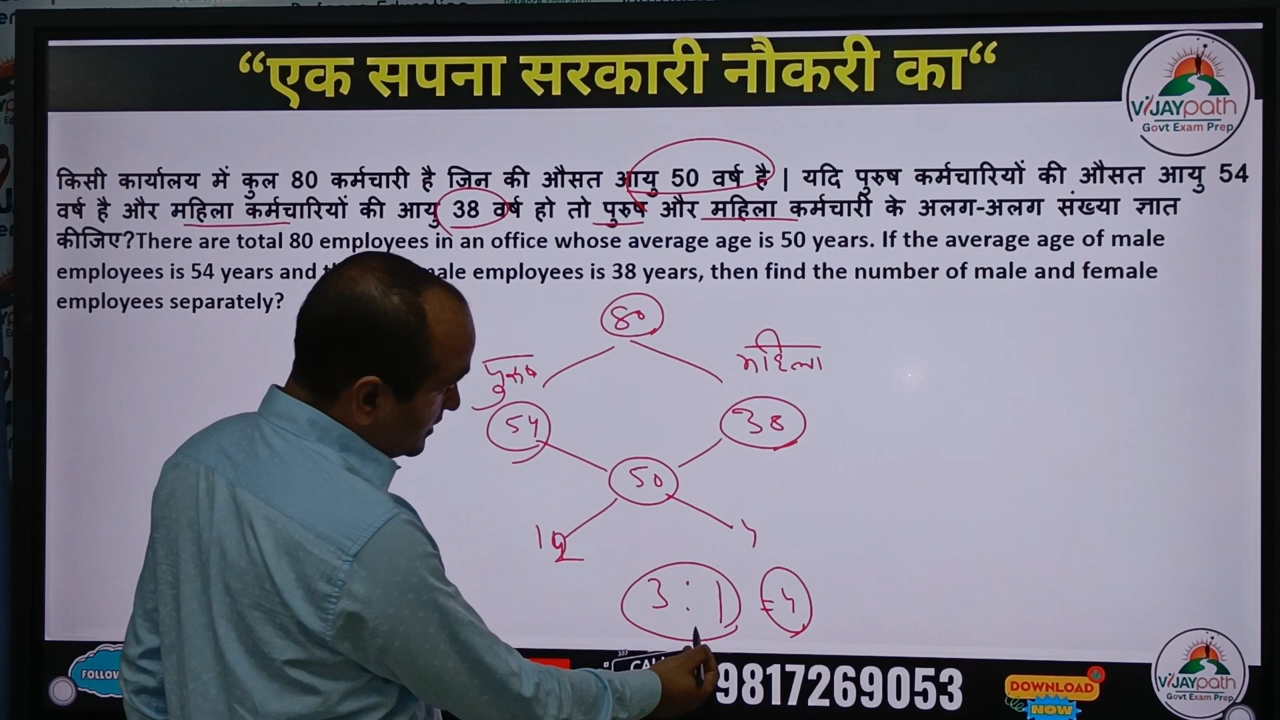 “एक सपना सरकारी नौकरी का“
ViJAYpath
Govt Exam Prep
किसी कार्यालय में कुल 80 कर्मचारी है जिन की औसत आयु 50 वर्ष है | यदि पुरुष कर्मचारियों की औसत आयु 54
वर्ष है और महिला कर्मचारियों की आयु 38 वर्ष हो तो पुरुष और महिला कर्मचारी के अलग-अलग संख्या ज्ञात
कीजिए?There are total 80 employees in an office whose average age is 50 years. If the average age of male
employees is 54 years and ale employees is 38 years, then find the number of male and female
employees separately?
80
पुरुष महिला
54 38
50
12 4
3 : 1 = 4
FOLLOW
CALL
9817269053
DOWNLOAD
NOW
ViJAYpath
Govt Exam Prep